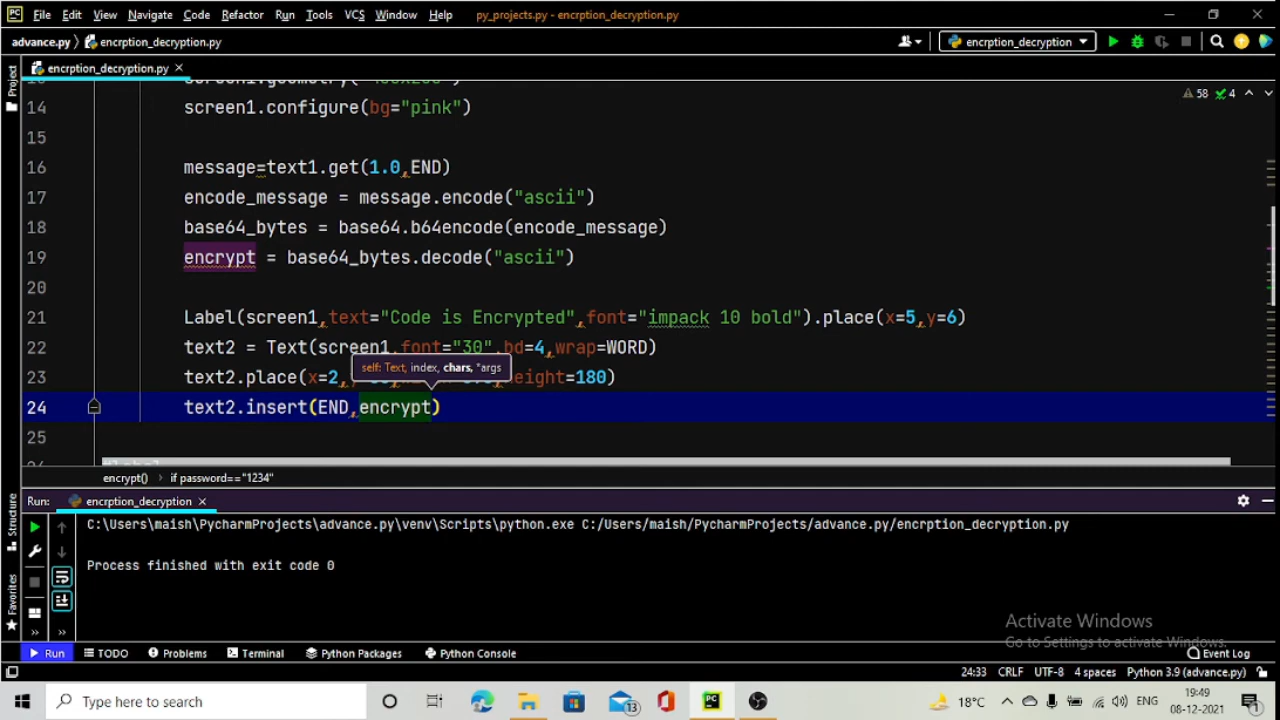 File Edit View Navigate Code Refactor Run Tools VCS Window Help py_projects.py - encrption_decryption.py
advance.py encrption_decryption.py encrption_decryption
encrption_decryption.py
14 screen1.configure(bg="pink") 58 4
15
16 message=text1.get(1.0,END)
17 encode_message = message.encode("ascii")
18 base64_bytes = base64.b64encode(encode_message)
19 encrypt = base64_bytes.decode("ascii")
20
21 Label(screen1,text="Code is Encrypted",font="impack 10 bold").place(x=5,y=6)
22 text2 = Text(screen1,font="30",bd=4,wrap=WORD)
self: Text, index, chars, *args
23 text2.place(x=2, height=180)
24 text2.insert(END,encrypt)
25
encrypt() if password=="1234"
Run: encrption_decryption
C:\Users\maish\PycharmProjects\advance.py\venv\Scripts\python.exe C:/Users/maish/PycharmProjects/advance.py/encrption_decryption.py
Process finished with exit code 0
Project
Structure
Favorites
Activate Windows
Go to Settings to activate Windows.
Run TODO Problems Terminal Python Packages Python Console Event Log
24:33 CRLF UTF-8 4 spaces Python 3.9 (advance.py)
Type here to search 13 18°C ENG 19:49
08-12-2021 1